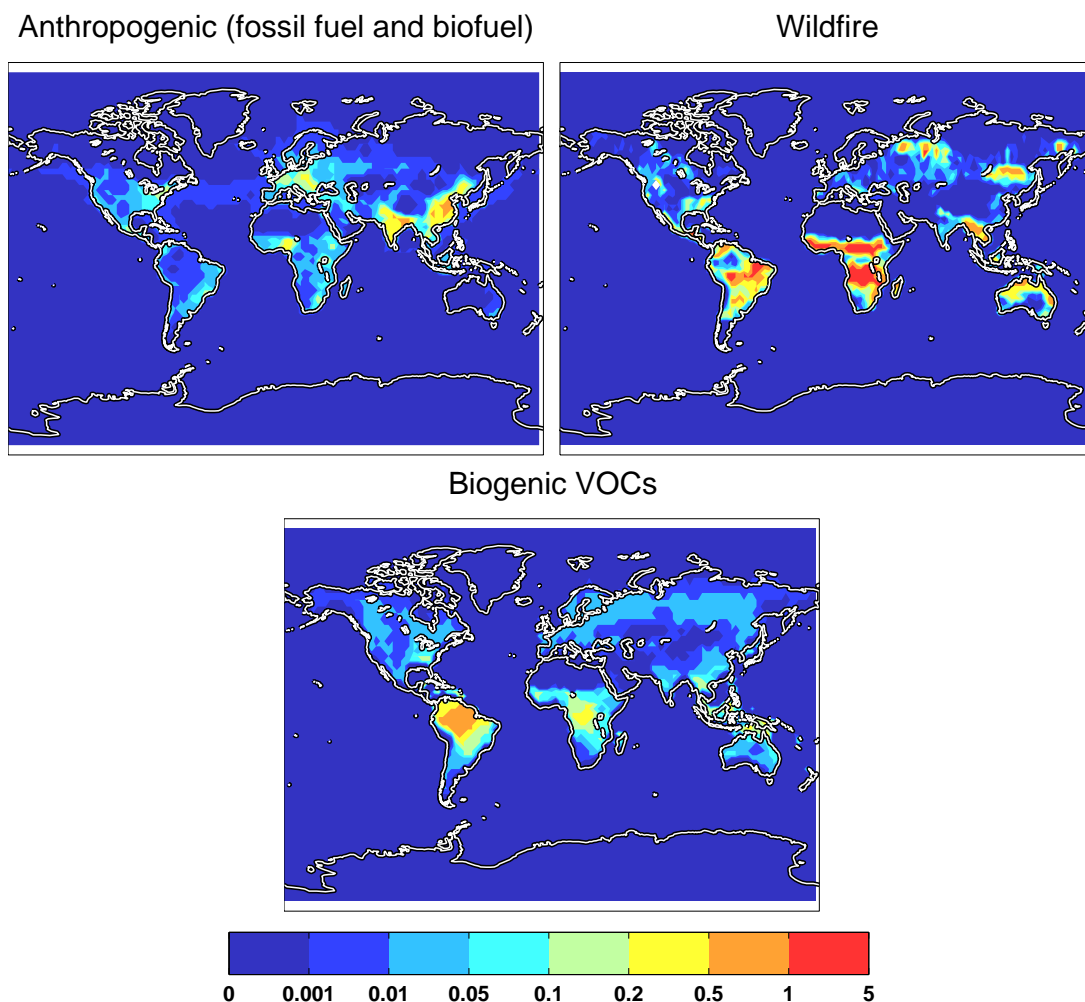 Anthropogenic (fossil fuel and biofuel)
Wildfire
Biogenic VOCs
0 0.001 0.01 0.05 0.1 0.2 0.5 1 5